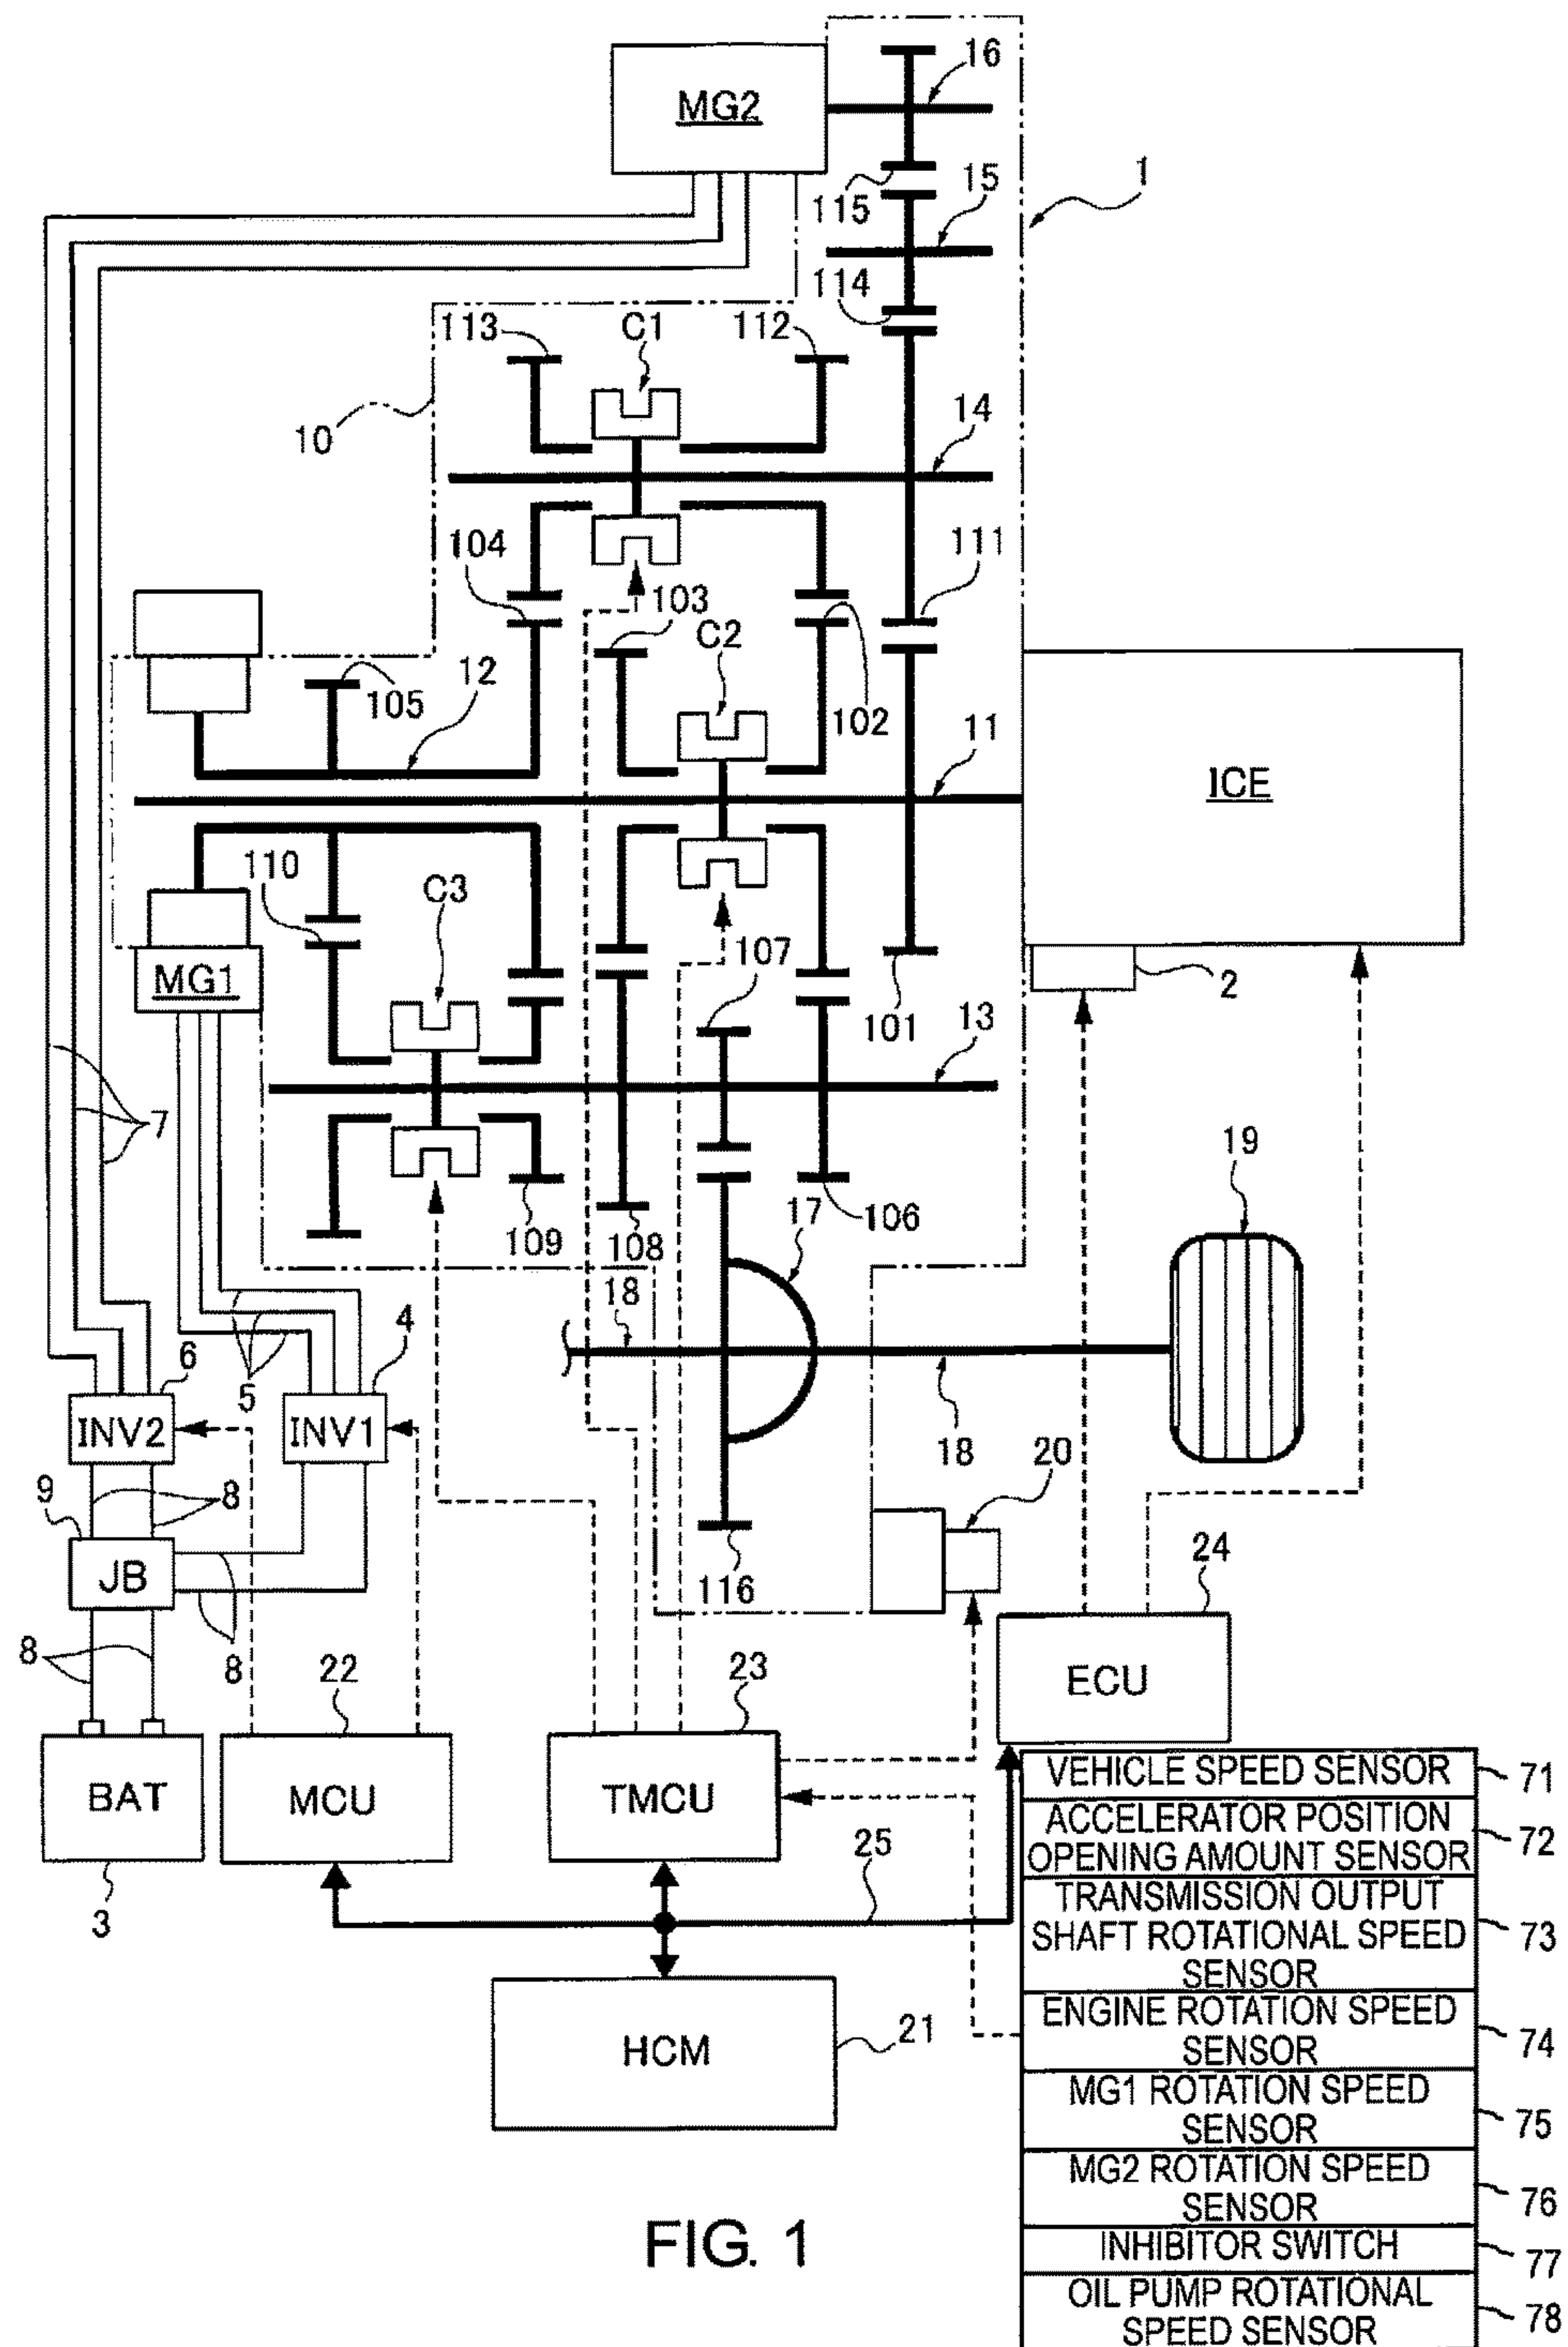 16
MG2
115
15
1
114
113
C1
112
10
14
104
111
103
C2
105
12
102
11
ICE
110
C3
107
2
MG1
101
13
7
19
109
108
106
17
18
6
5
4
INV2
INV1
18
20
9
8
24
JB
116
8
8
22
23
ECU
BAT
MCU
TMCU
25
3
HCM
21
VEHICLE SPEED SENSOR
71
ACCELERATOR POSITION
OPENING AMOUNT SENSOR
72
TRANSMISSION OUTPUT
SHAFT ROTATIONAL SPEED
SENSOR
73
ENGINE ROTATION SPEED
SENSOR
74
MG1 ROTATION SPEED
SENSOR
75
MG2 ROTATION SPEED
SENSOR
76
INHIBITOR SWITCH
77
OIL PUMP ROTATIONAL
SPEED SENSOR
78
FIG. 1